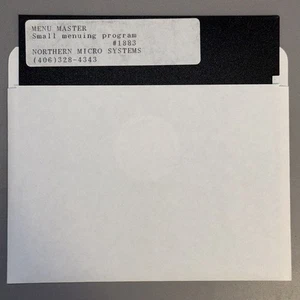 MENU MASTER
Small menuing program
#1883
NORTHERN MICRO SYSTEMS
(406)328-4343